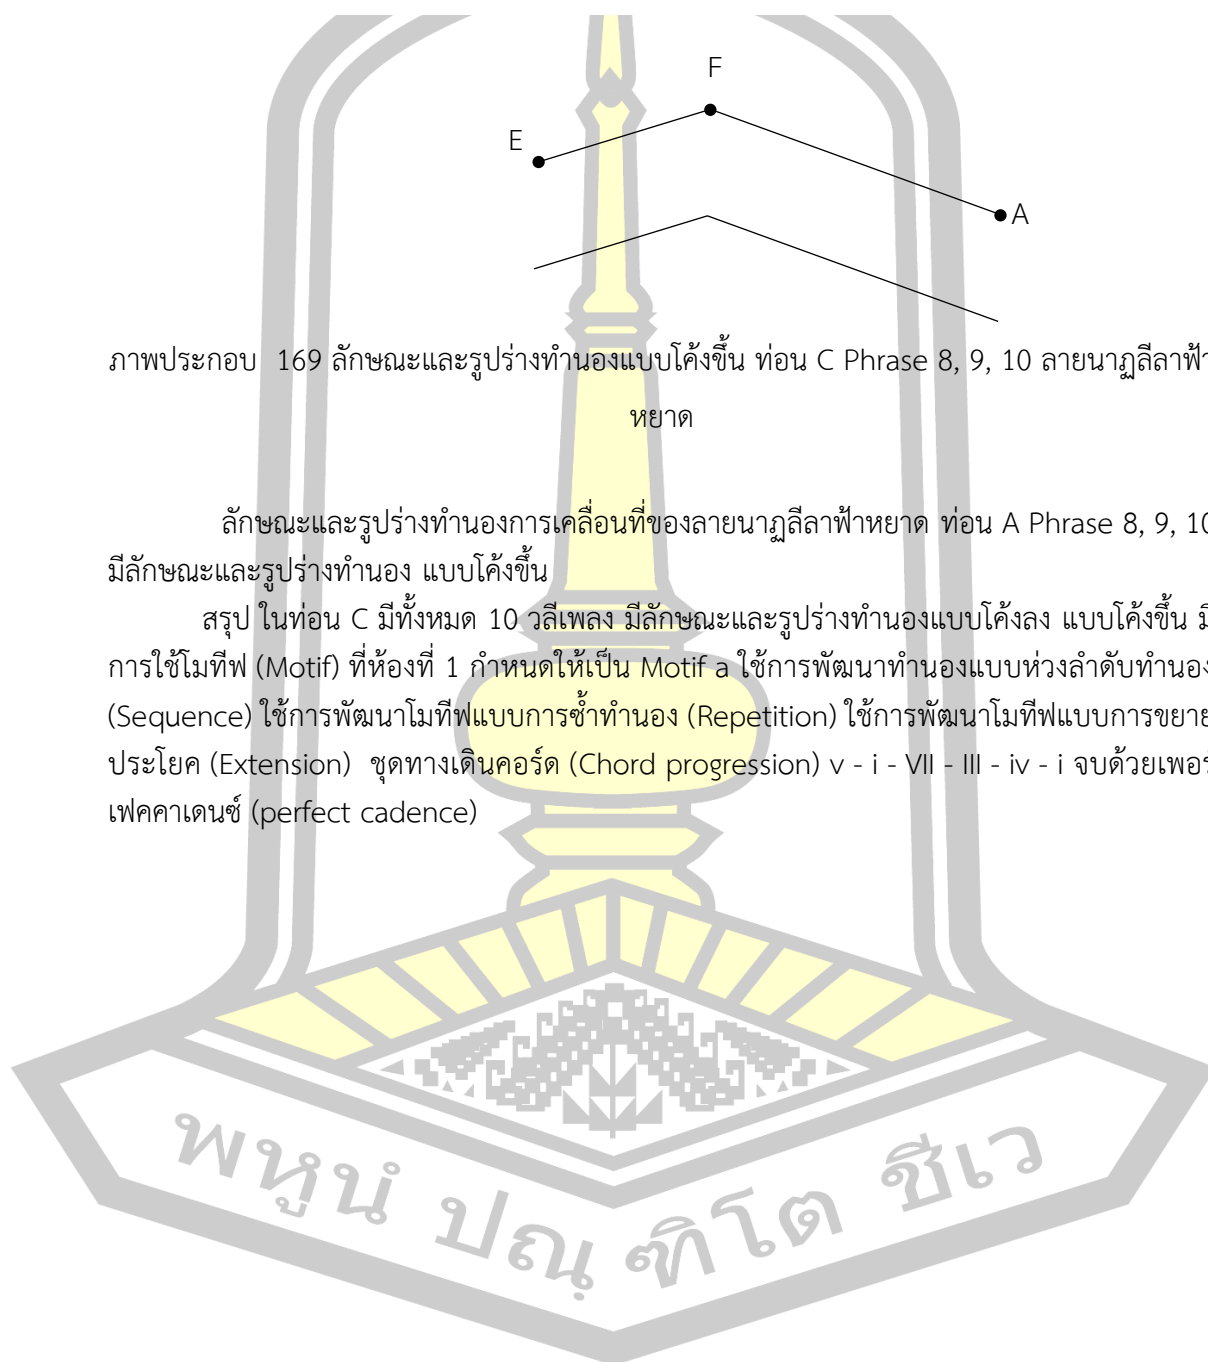 F
E
A
ภาพประกอบ 169 ลักษณะและรูปร่างทำนองแบบโค้งขึ้น ท่อน C Phrase 8, 9, 10 ลายนาฏลีลาฟ้า
หยาด
ลักษณะและรูปร่างทำนองการเคลื่อนที่ของลายนาฏลีลาฟ้าหยาด ท่อน A Phrase 8, 9, 10
มีลักษณะและรูปร่างทำนอง แบบโค้งขึ้น
สรุป ในท่อน C มีทั้งหมด 10 วลีเพลง มีลักษณะและรูปร่างทำนองแบบโค้งลง แบบโค้งขึ้น มี
การใช้โมทีฟ (Motif) ที่ห้องที่ 1 กำหนดให้เป็น Motif a ใช้การพัฒนาทำนองแบบห่วงลำดับทำนอง
(Sequence) ใช้การพัฒนาโมทีฟแบบการซ้ำทำนอง (Repetition) ใช้การพัฒนาโมทีฟแบบการขยาย
ประโยค (Extension) ชุดทางเดินคอร์ด (Chord progression) v - i - VII - III - iv - i จบด้วยเพอร์
เฟคคาเดนซ์ (perfect cadence)
พหูนํ ปณฺฑิโต ชีเว